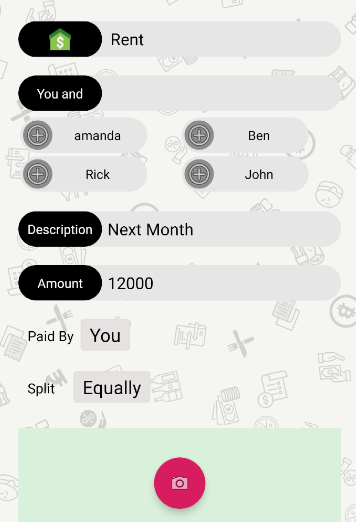 Rent
You and
amanda Ben
Rick John
Description Next Month
Amount 12000
Paid By You
Split Equally